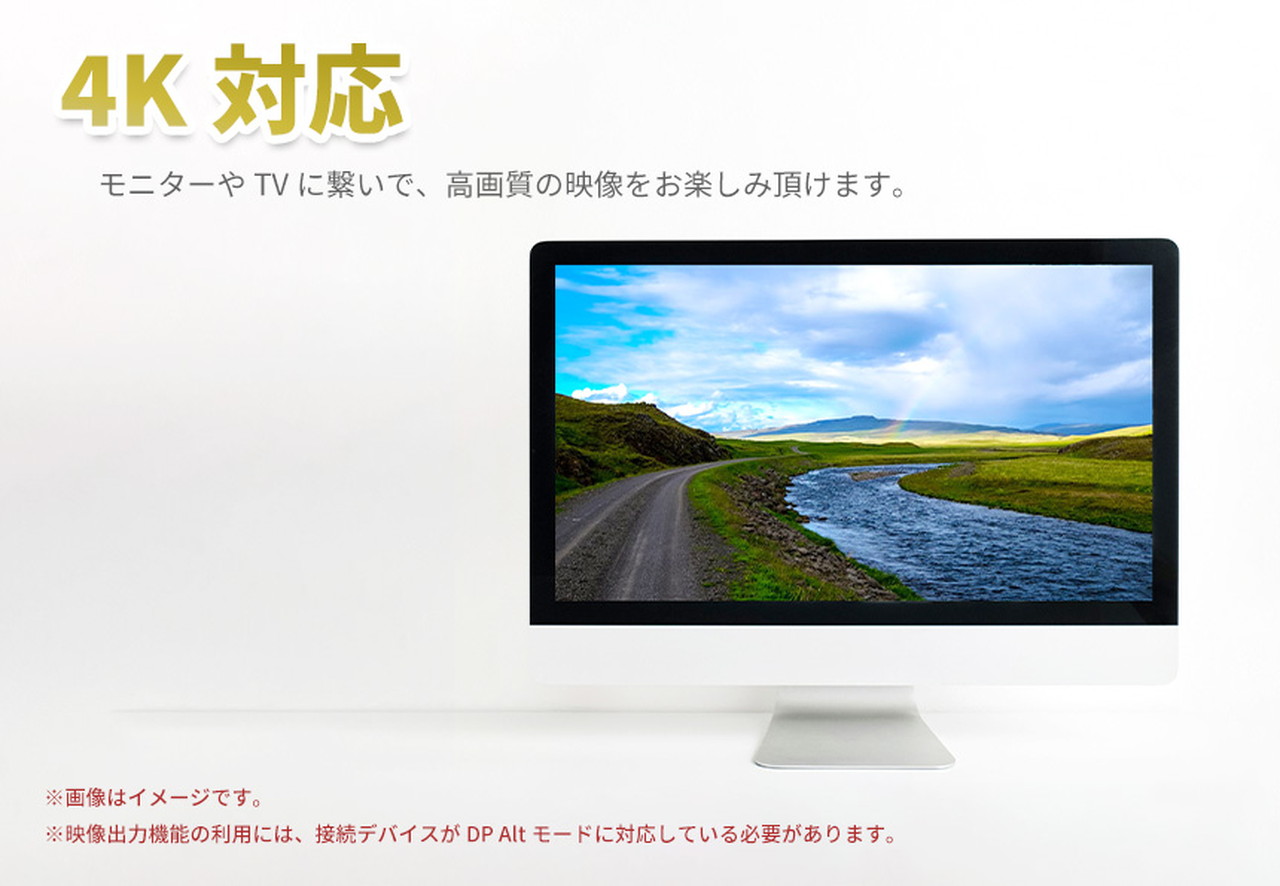 4K 対応
モニターや TV に繋いで、高画質の映像をお楽しみ頂けます。
※画像はイメージです。
※映像出力機能の利用には、接続デバイスが DP Alt モードに対応している必要があります。